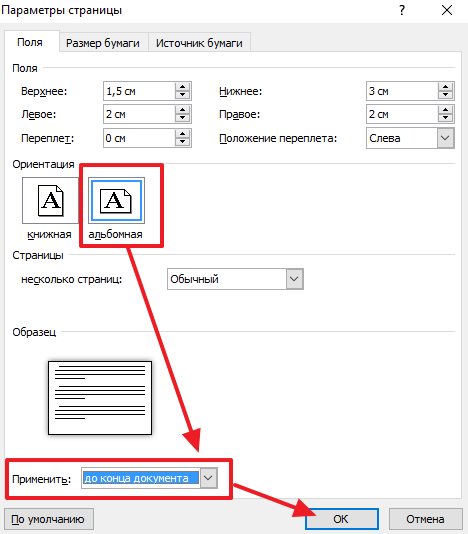 Параметры страницы ?
Поля Размер бумаги Источник бумаги
Поля
Верхнее: 1,5 см Нижнее: 3 см
Левое: 2 см Правое: 2 см
Переплет: 0 см Положение переплета: Слева
Ориентация
A A
книжная альбомная
Страницы
несколько страниц: Обычный
Образец
Применить: до конца документа
По умолчанию ОК Отмена